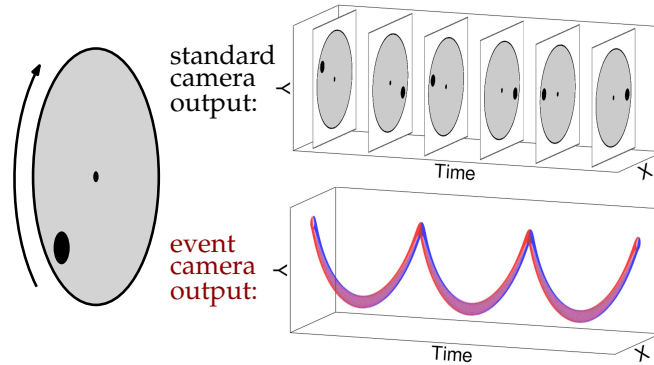 standard
camera
output:
Y
Time
X
event
camera
output:
Y
Time
X